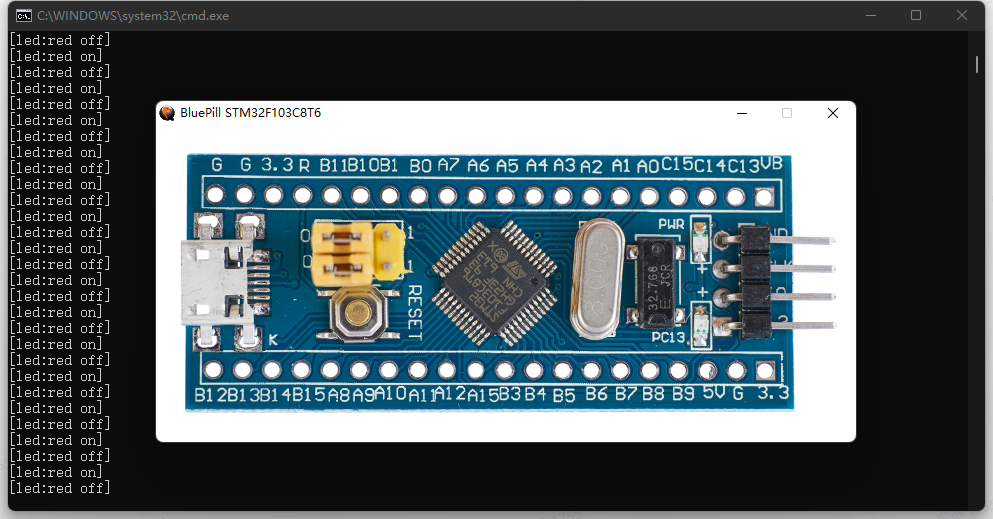 C:\WINDOWS\system32\cmd.exe
[led:red off]
[led:red on]
[led:red off]
[led:red on]
[led:red off]
[led:red on]
[led:red off]
[led:red on]
[led:red off]
[led:red on]
[led:red off]
[led:red on]
[led:red off]
[led:red on]
[led:red off]
[led:red on]
[led:red off]
[led:red on]
[led:red off]
[led:red on]
[led:red off]
[led:red on]
[led:red off]
[led:red on]
[led:red off]
[led:red on]
[led:red off]
[led:red on]
[led:red off]
BluePill STM32F103C8T6
G G 3.3 R B11 B10 B1 B0 A7 A6 A5 A4 A3 A2 A1 A0 C15 C14 C13 VB
PWR
0 1
0 1
RESET
32.768
JCR
K
PC13
B12 B13 B14 B15 A8 A9 A10 A11 A12 A15 B3 B4 B5 B6 B7 B8 B9 5V G 3.3